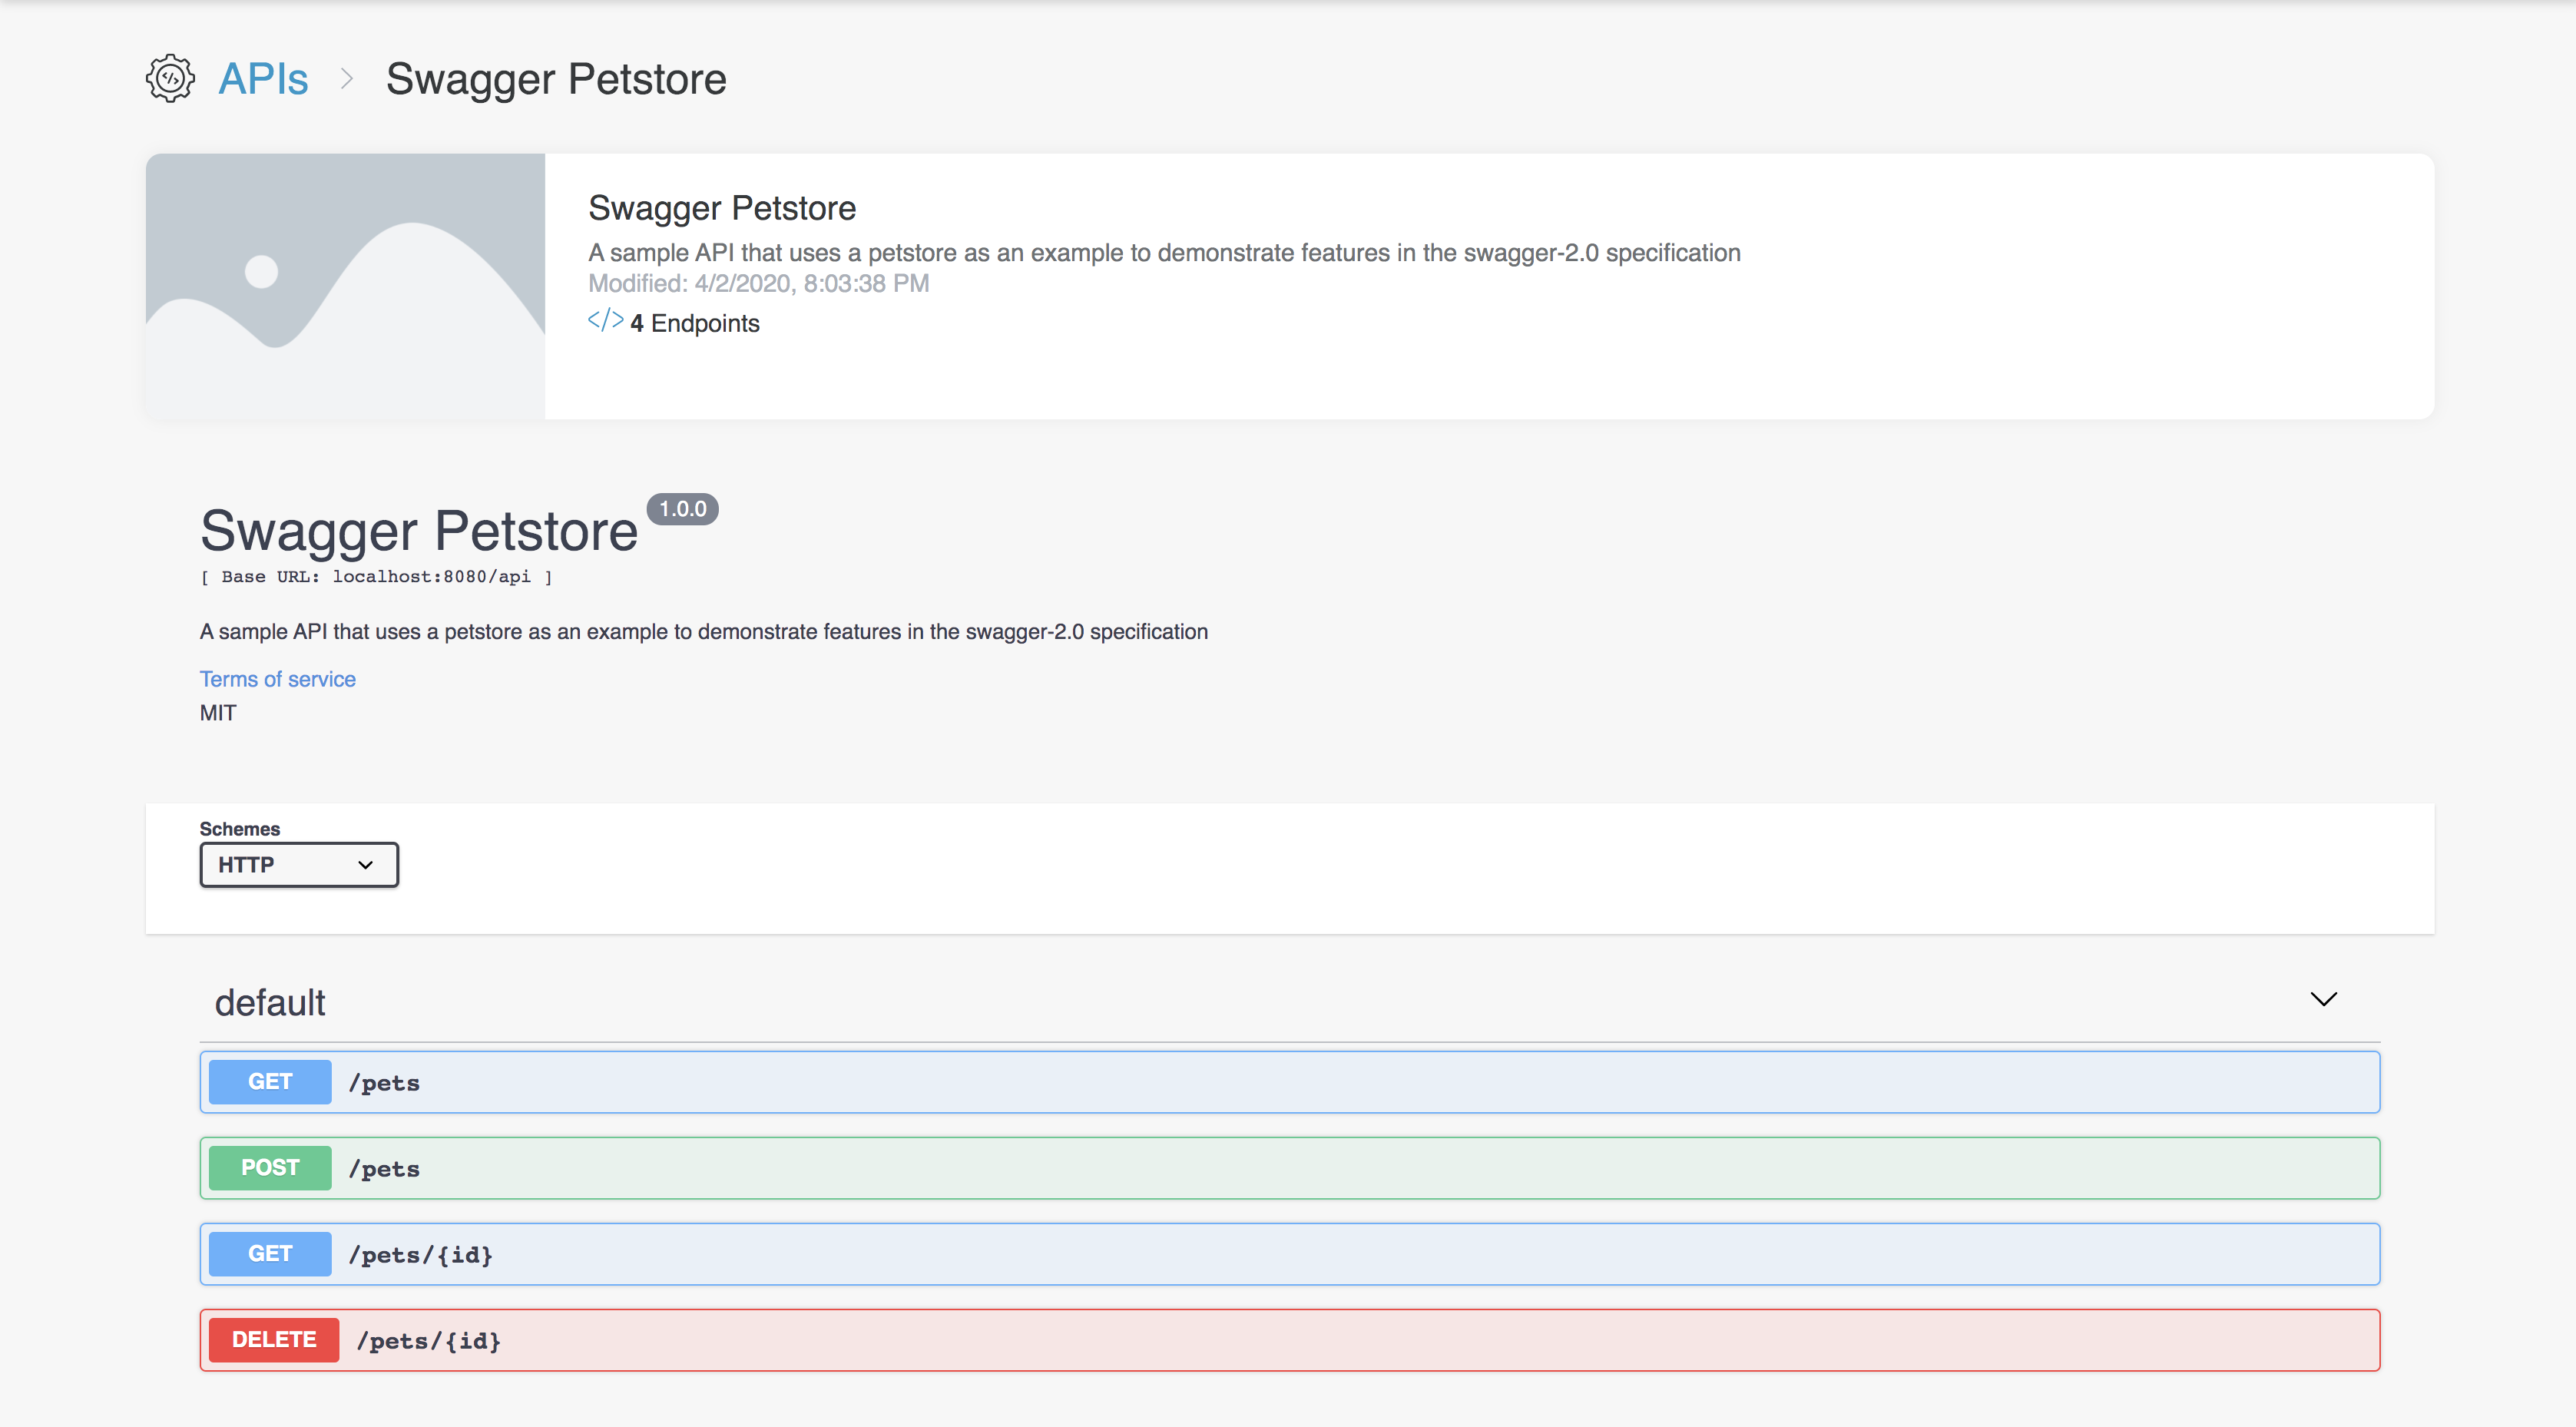 APIs > Swagger Petstore
Swagger Petstore
A sample API that uses a petstore as an example to demonstrate features in the swagger-2.0 specification
Modified: 4/2/2020, 8:03:38 PM
</> 4 Endpoints
Swagger Petstore 1.0.0
[ Base URL: localhost:8080/api ]
A sample API that uses a petstore as an example to demonstrate features in the swagger-2.0 specification
Terms of service
MIT
Schemes
HTTP
default
GET /pets
POST /pets
GET /pets/{id}
DELETE /pets/{id}